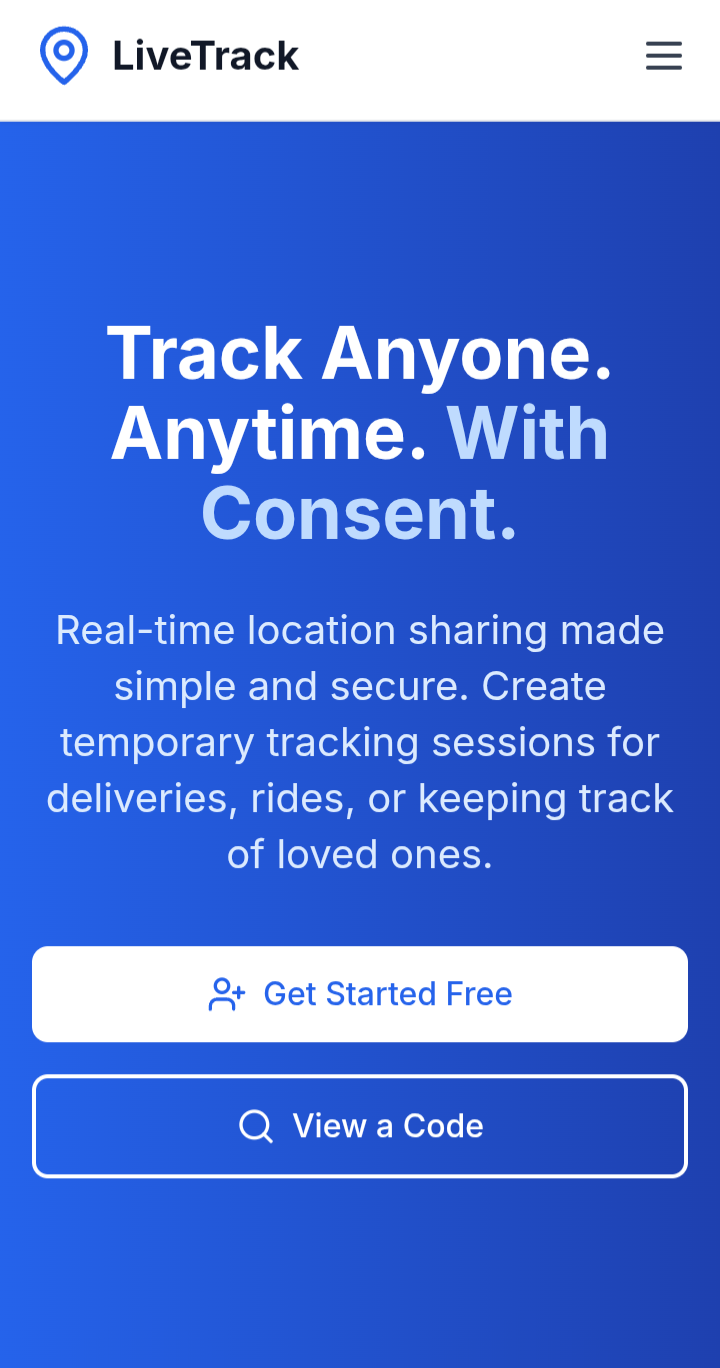 LiveTrack
Track Anyone.
Anytime. With
Consent.
Real-time location sharing made
simple and secure. Create
temporary tracking sessions for
deliveries, rides, or keeping track
of loved ones.
Get Started Free
View a Code